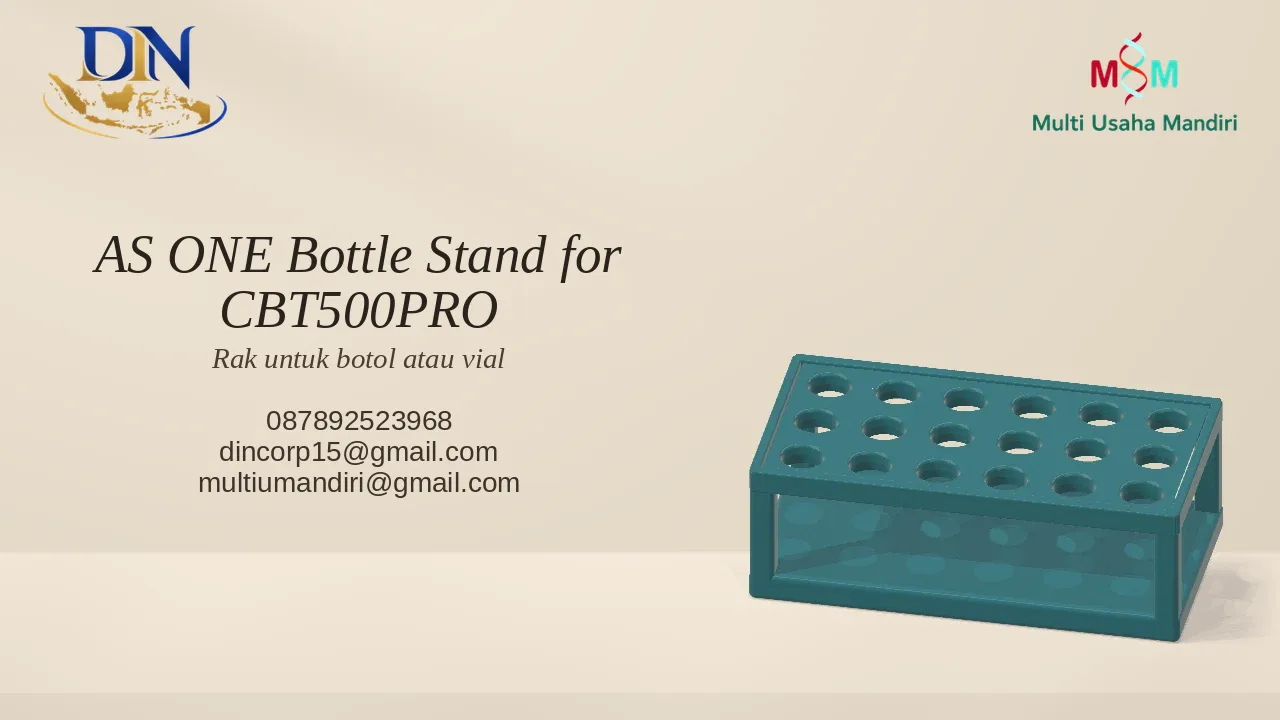 DN
M M
Multi Usaha Mandiri
AS ONE Bottle Stand for
CBT500PRO
Rak untuk botol atau vial
087892523968
dincorp15@gmail.com
multiumandiri@gmail.com